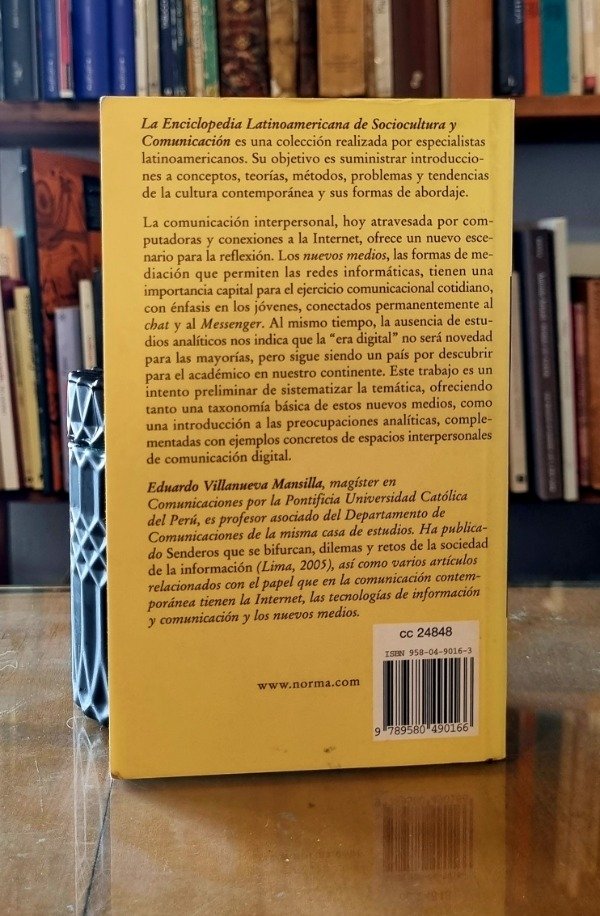 La Enciclopedia Latinoamericana de Sociocultura y
Comunicación es una colección realizada por especialistas
latinoamericanos. Su objetivo es suministrar introduccio-
nes a conceptos, teorías, métodos, problemas y tendencias
de la cultura contemporánea y sus formas de abordaje.
La comunicación interpersonal, hoy atravesada por com-
putadoras y conexiones a la Internet, ofrece un nuevo esce-
nario para la reflexión. Los nuevos medios, las formas de me-
diación que permiten las redes informáticas, tienen una
importancia capital para el ejercicio comunicacional cotidiano,
con énfasis en los jóvenes, conectados permanentemente al
chat y al Messenger. Al mismo tiempo, la ausencia de estu-
dios analíticos nos indica que la “era digital” no será novedad
para las mayorías, pero sigue siendo un país por descubrir
para el académico en nuestro continente. Este trabajo es un
intento preliminar de sistematizar la temática, ofreciendo
tanto una taxonomía básica de estos nuevos medios, como
una introducción a las preocupaciones analíticas, comple-
mentadas con ejemplos concretos de espacios interpersonales
de comunicación digital.
Eduardo Villanueva Mansilla, magíster en
Comunicaciones por la Pontificia Universidad Católica
del Perú, es profesor asociado del Departamento de
Comunicaciones de la misma casa de estudios. Ha publica-
do Senderos que se bifurcan, dilemas y retos de la sociedad
de la información (Lima, 2005), así como varios artículos
relacionados con el papel que en la comunicación contem-
poránea tienen la Internet, las tecnologías de información
y comunicación y los nuevos medios.
CC 24848
ISBN 958-04-9016-3
www.norma.com
9 789580 490166